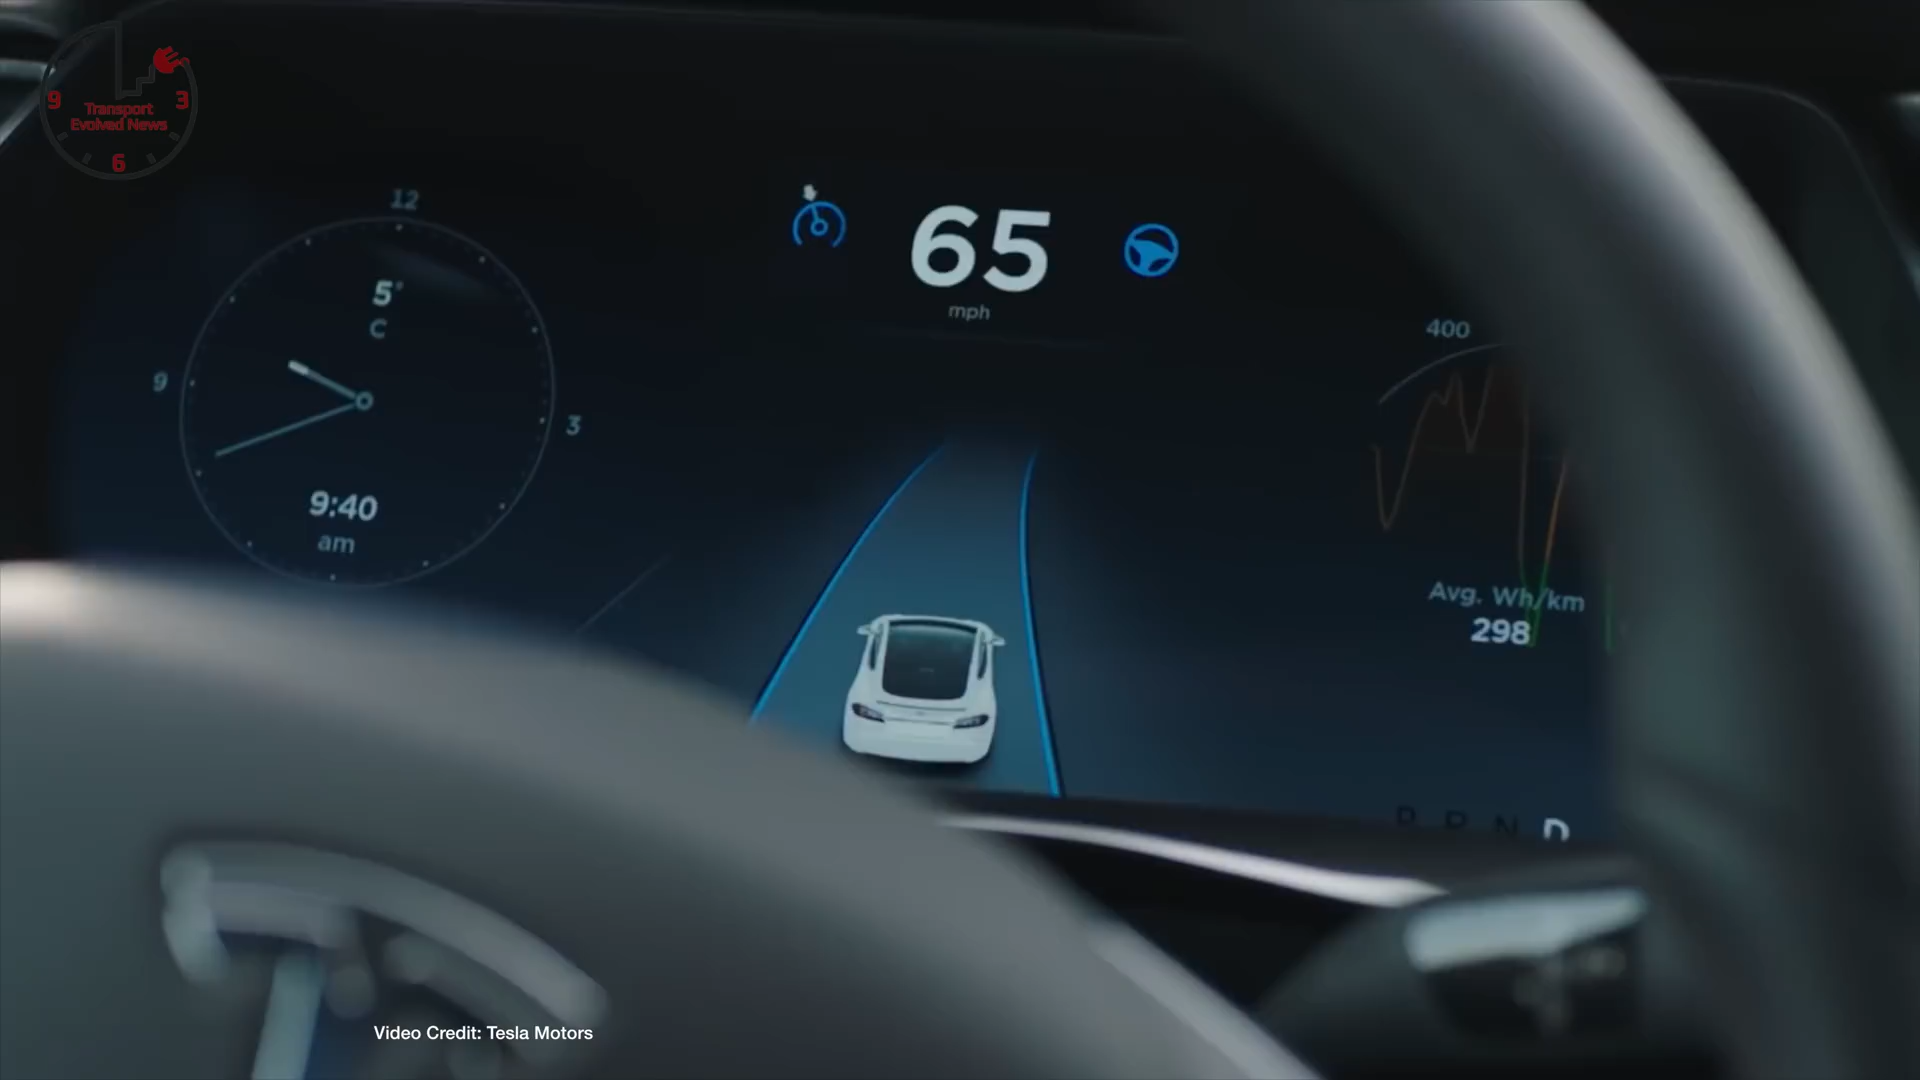 9
3
Transport
Evolved News
6
12
5°
C
9
3
9:40
am
65
mph
400
Avg. Wh/km
298
P R N D
Video Credit: Tesla Motors